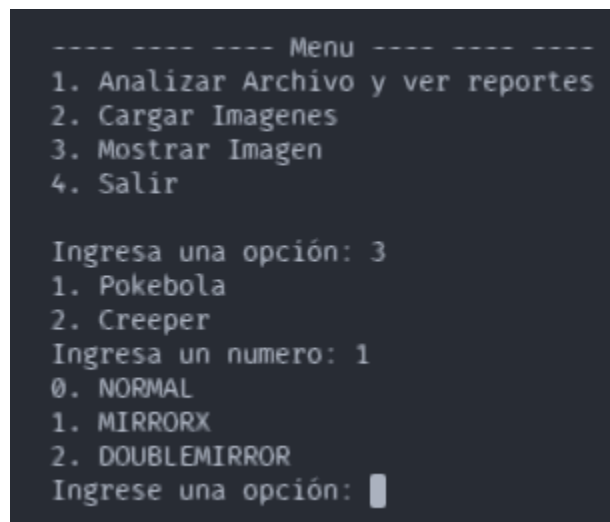 ---- ---- ---- Menu ---- ---- ----
1. Analizar Archivo y ver reportes
2. Cargar Imagenes
3. Mostrar Imagen
4. Salir
Ingresa una opción: 3
1. Pokebola
2. Creeper
Ingresa un numero: 1
0. NORMAL
1. MIRRORX
2. DOUBLEMIRROR
Ingrese una opción: